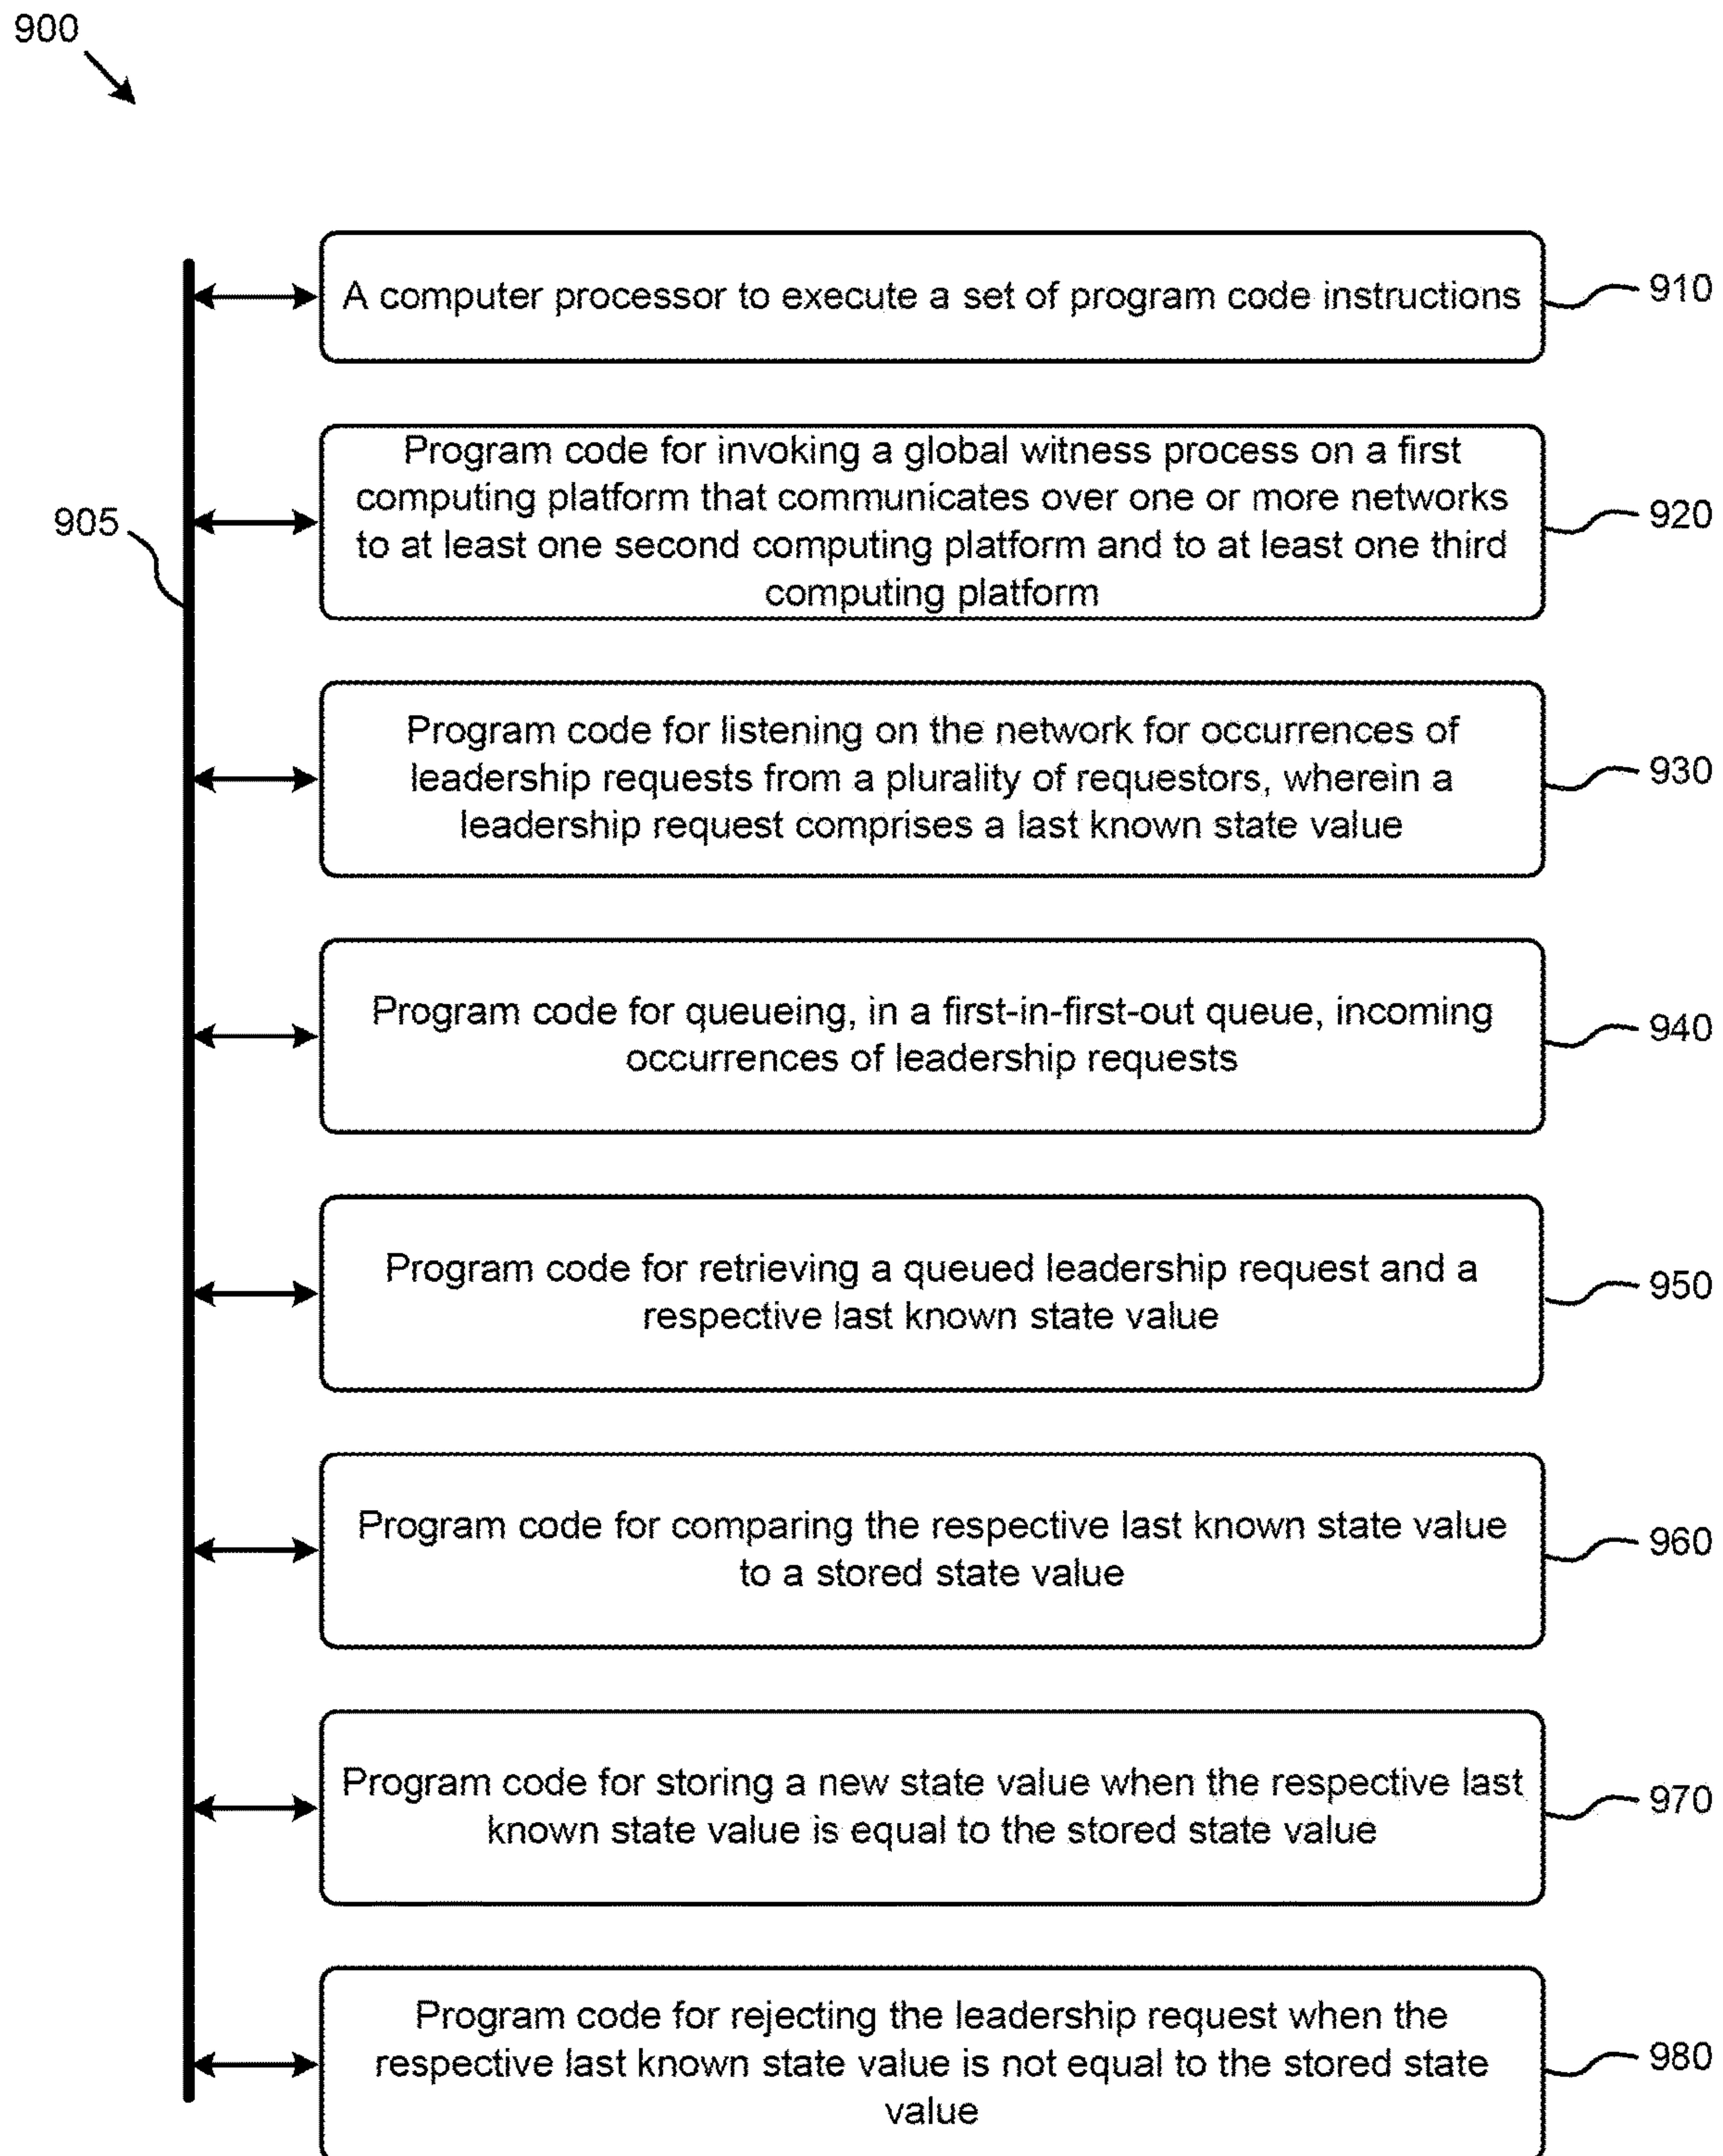 900
A computer processor to execute a set of program code instructions
910
Program code for invoking a global witness process on a first
computing platform that communicates over one or more networks
to at least one second computing platform and to at least one third
computing platform
920
905
Program code for listening on the network for occurrences of
leadership requests from a plurality of requestors, wherein a
leadership request comprises a last known state value
930
Program code for queueing, in a first-in-first-out queue, incoming
occurrences of leadership requests
940
Program code for retrieving a queued leadership request and a
respective last known state value
950
Program code for comparing the respective last known state value
to a stored state value
960
Program code for storing a new state value when the respective last
known state value is equal to the stored state value
970
Program code for rejecting the leadership request when the
respective last known state value is not equal to the stored state
value
980